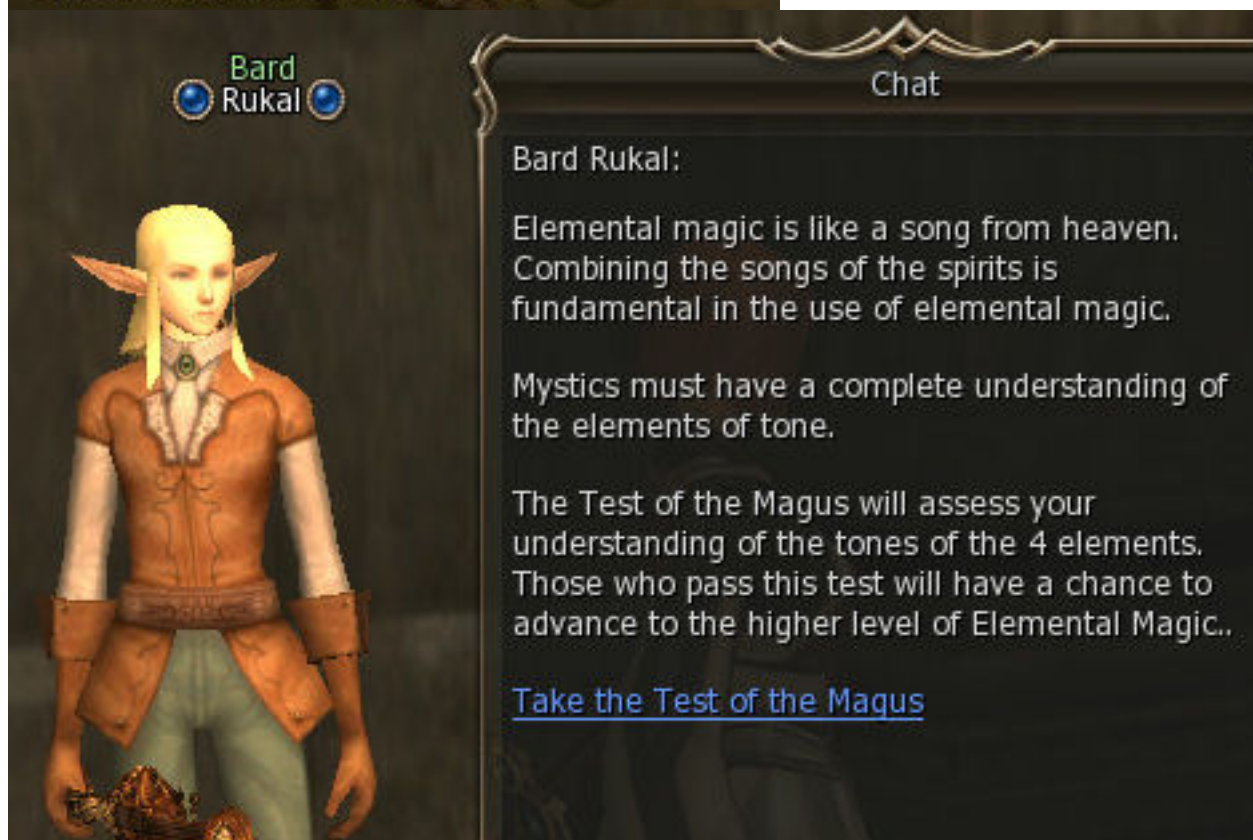 Bard
Rukal
Chat
Bard Rukal:
Elemental magic is like a song from heaven.
Combining the songs of the spirits is
fundamental in the use of elemental magic.
Mystics must have a complete understanding of
the elements of tone.
The Test of the Magus will assess your
understanding of the tones of the 4 elements.
Those who pass this test will have a chance to
advance to the higher level of Elemental Magic..
Take the Test of the Magus